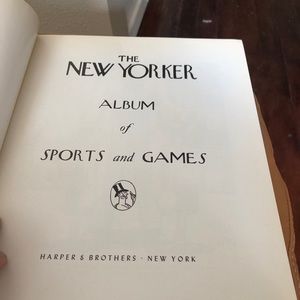 THE
NEW YORKER
ALBUM
of
SPORTS and GAMES
HARPER & BROTHERS · NEW YORK